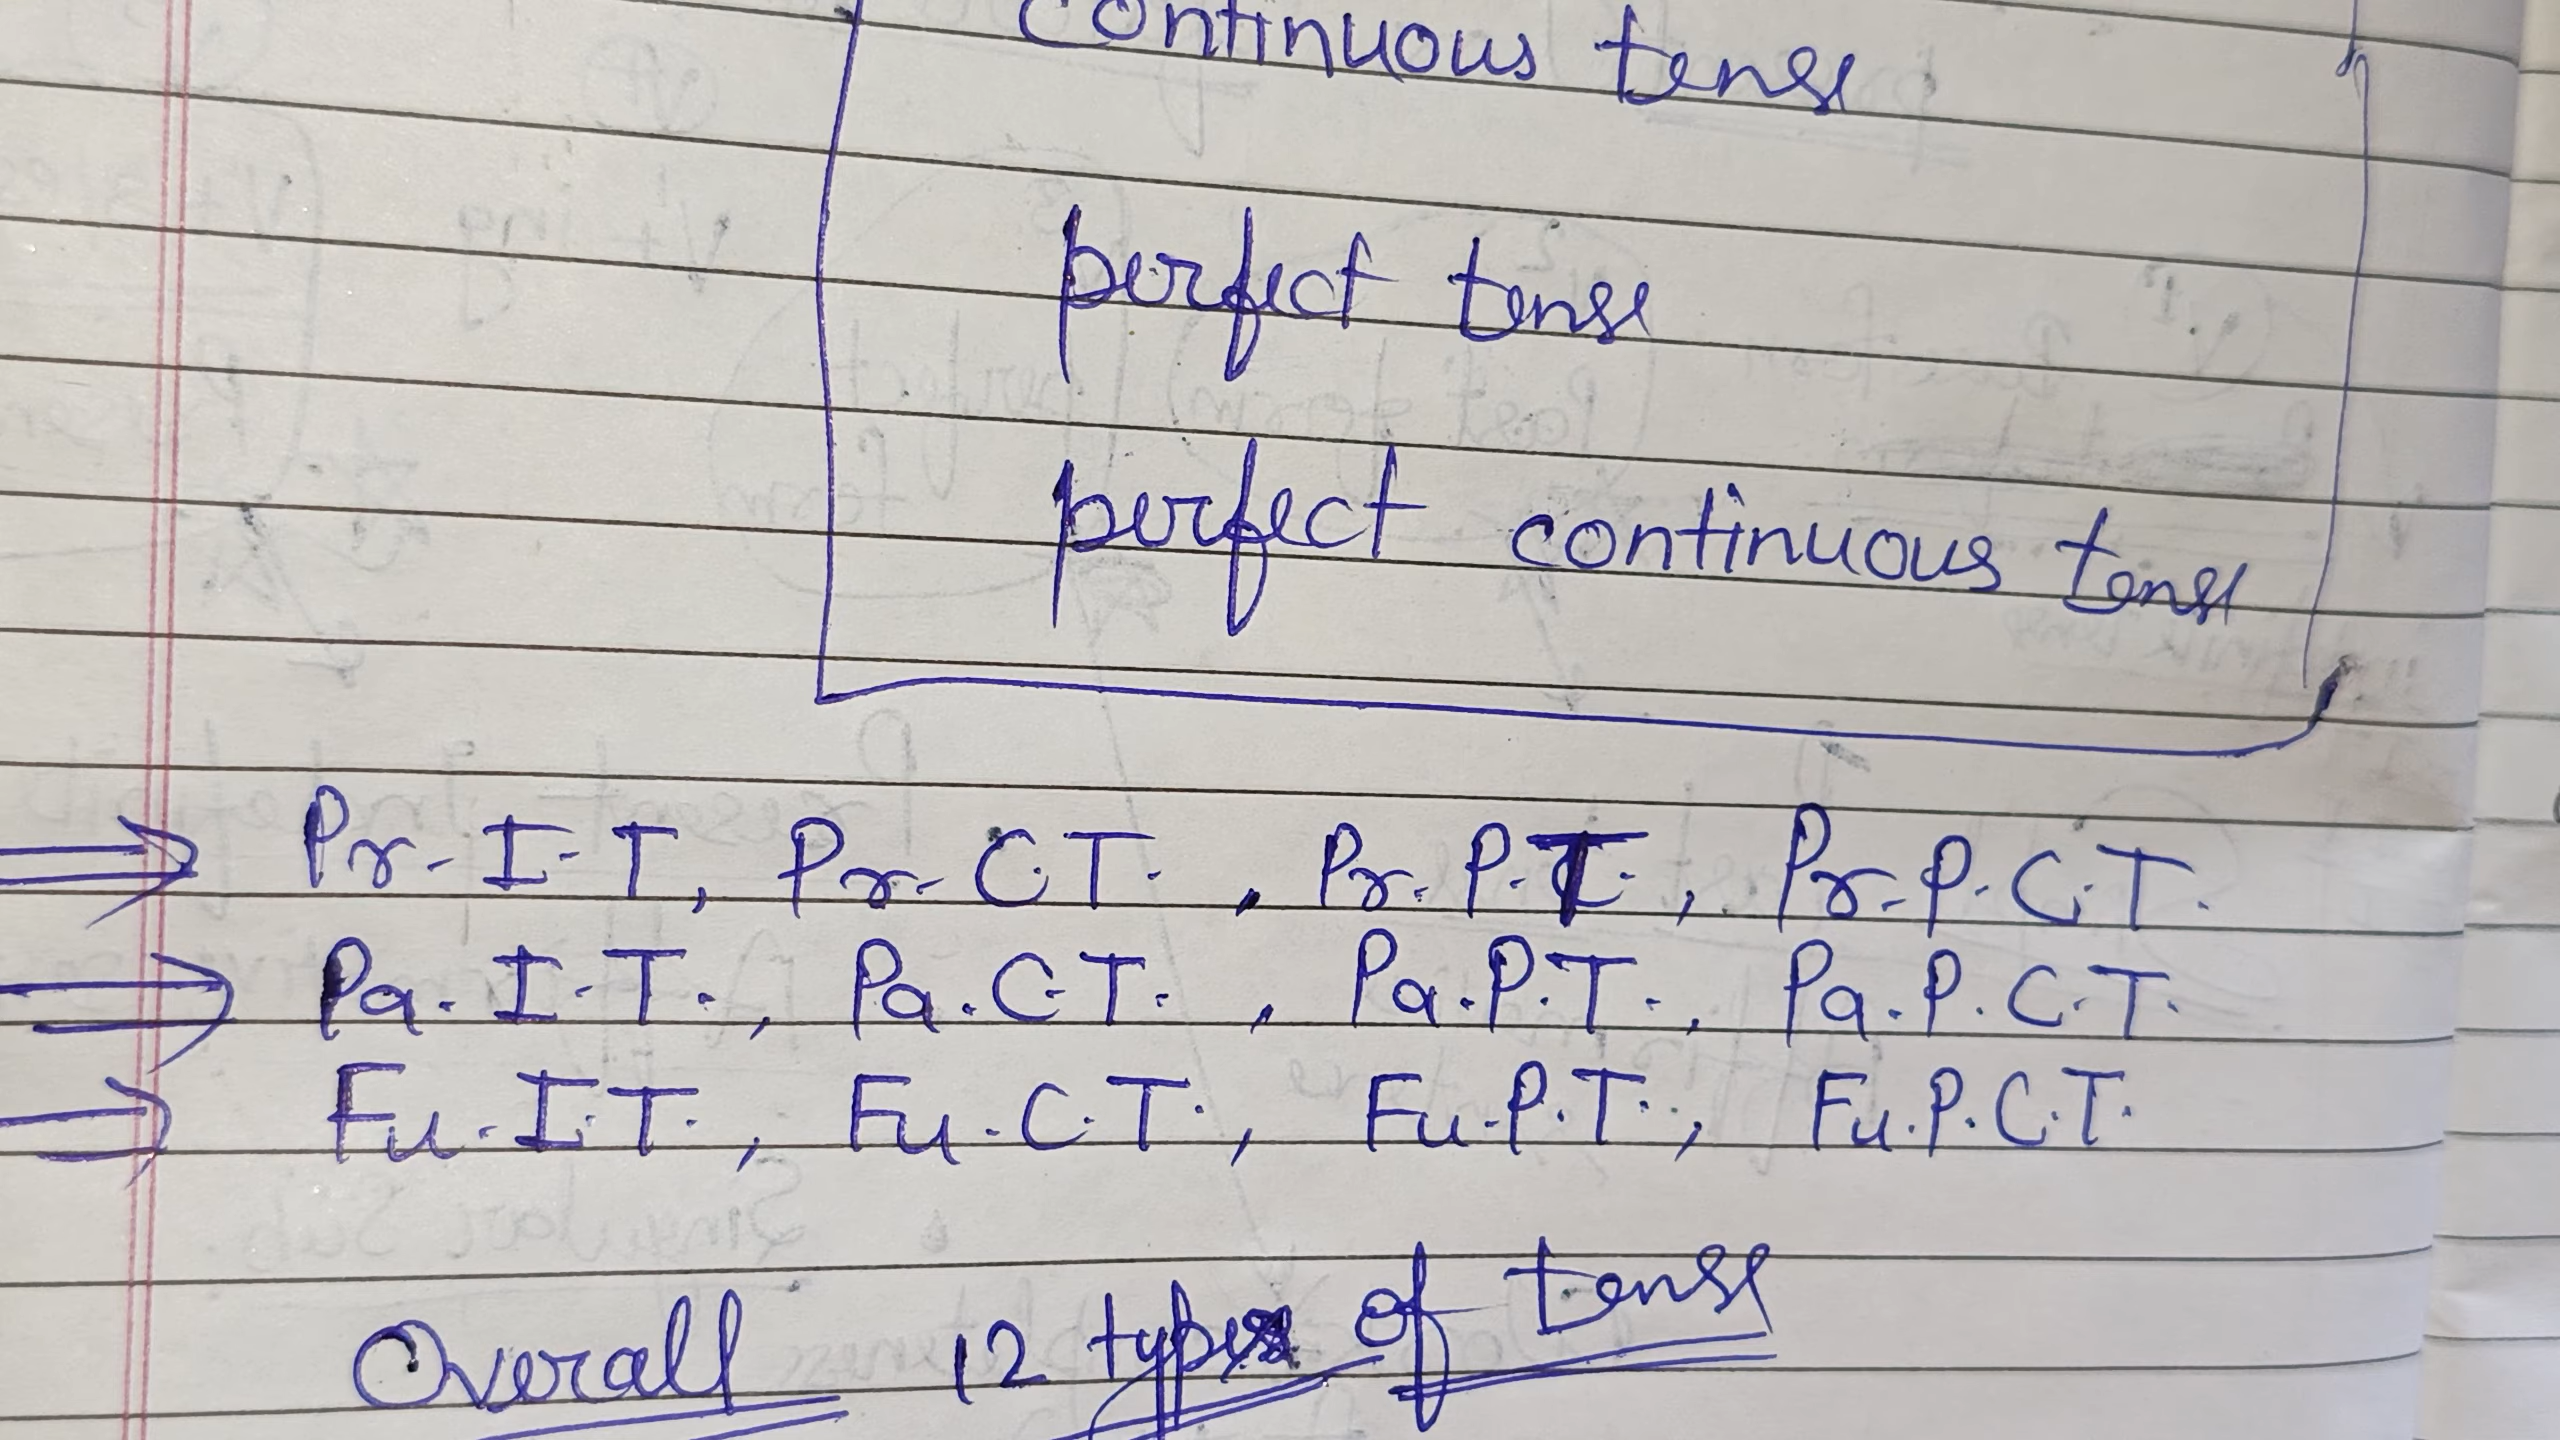 continuous tense
perfect tense
perfect continuous tense
Pr. I. T, Pr. C. T. , Pr. P. T. , Pr. P. C. T.
Pa. I. T. , Pa. C. T. , Pa. P. T. , Pa. P. C. T.
Fu. I. T. , Fu. C. T. , Fu. P. T. , Fu. P. C. T.
Overall 12 types of tense